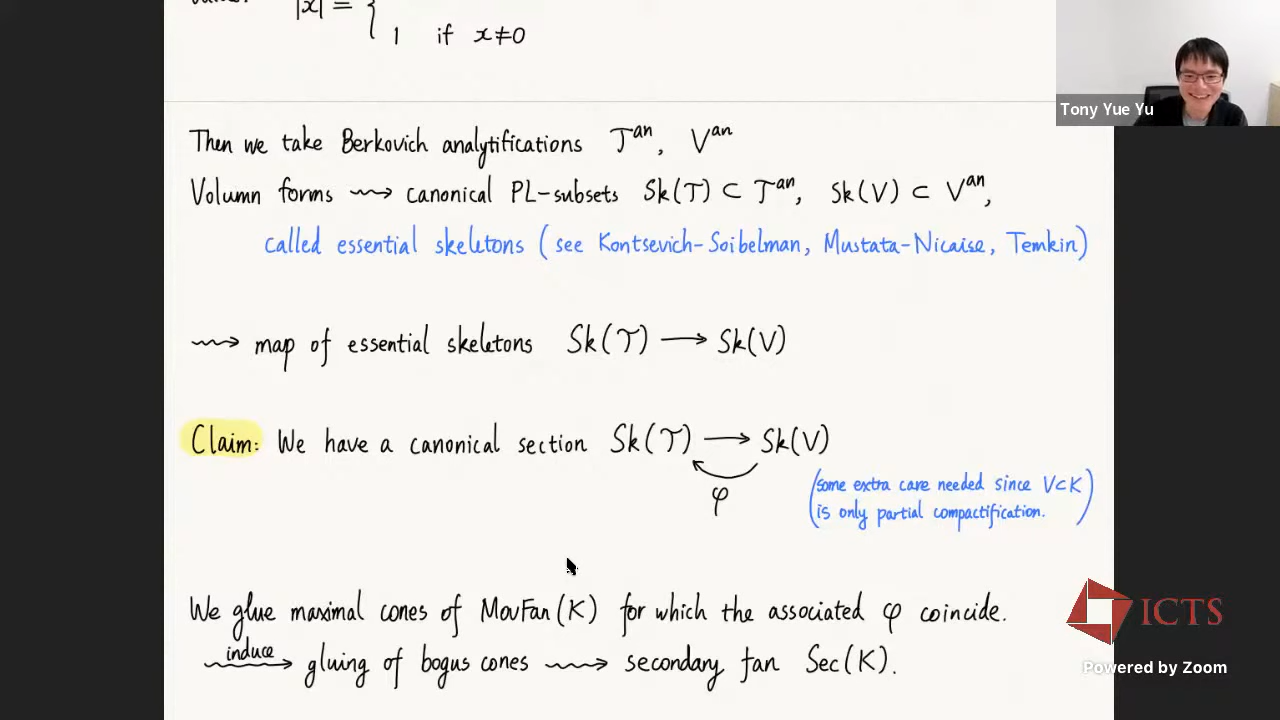 |x| = {
1 if x≠0
Tony Yue Yu
Then we take Berkovich analytifications T^an, V^an
Volumn forms ⟿ canonical PL-subsets Sk(T) ⊂ T^an, Sk(V) ⊂ V^an,
called essential skeletons (see Kontsevich-Soibelman, Mustata-Nicaise, Temkin)
⟿ map of essential skeletons Sk(T) ⟶ Sk(V)
Claim: We have a canonical section Sk(T) ⟶ Sk(V)
φ
(some extra care needed since V⊂K
is only partial compactification.)
We glue maximal cones of MovFan(K) for which the associated φ coincide.
induce
⟿ gluing of bogus cones ⟿ secondary fan Sec(K).
ICTS
Powered by Zoom